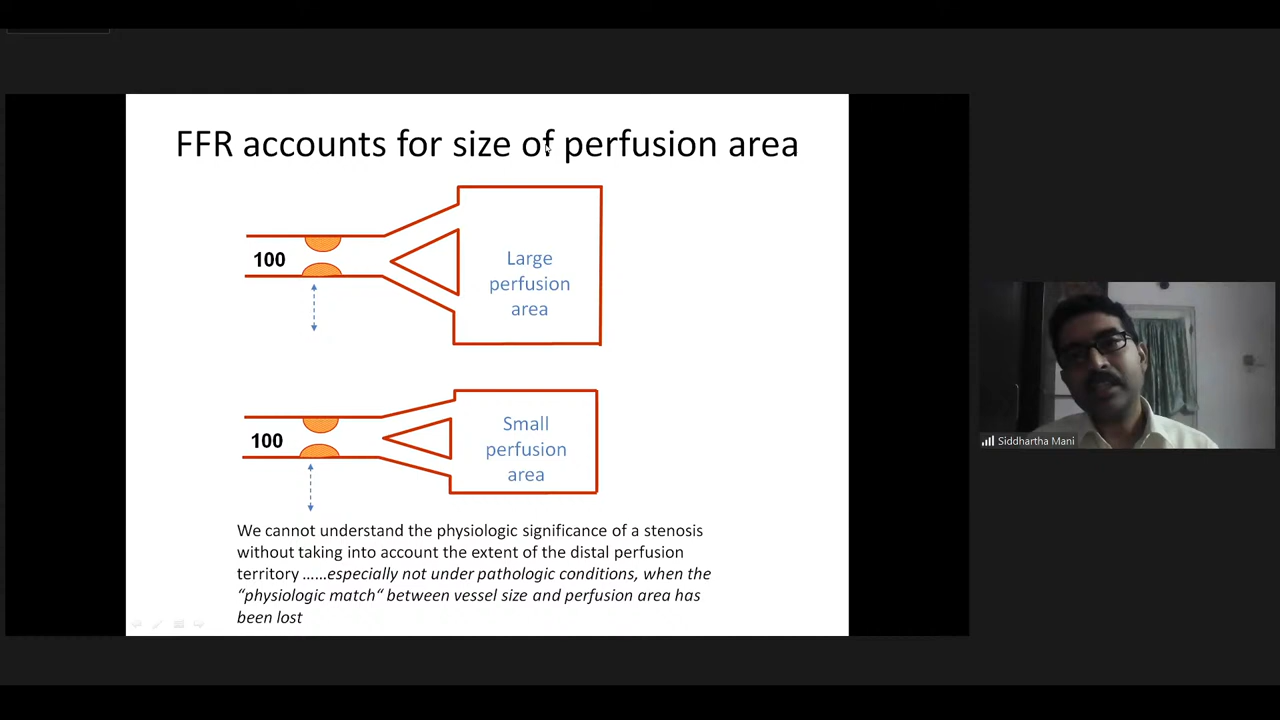 FFR accounts for size of perfusion area
100
Large
perfusion
area
100
Small
perfusion
area
We cannot understand the physiologic significance of a stenosis
without taking into account the extent of the distal perfusion
territory ……especially not under pathologic conditions, when the
“physiologic match“ between vessel size and perfusion area has
been lost
Siddhartha Mani